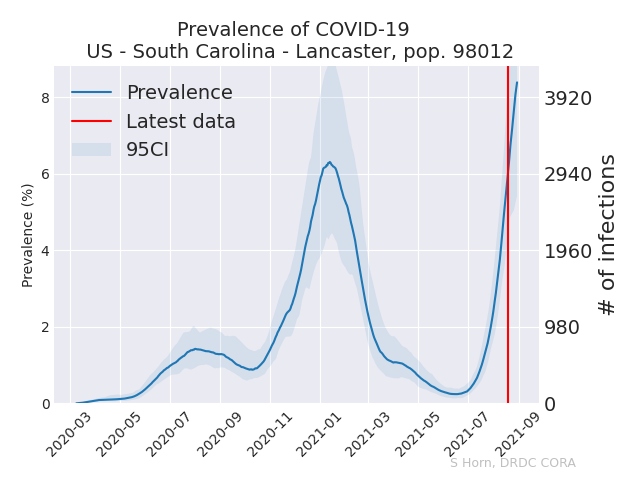 Prevalence of COVID-19
US - South Carolina - Lancaster, pop. 98012
Prevalence
Latest data
95CI
Prevalence (%)
8
6
4
2
0
3920
2940
1960
980
0
# of infections
2020-03
2020-05
2020-07
2020-09
2020-11
2021-01
2021-03
2021-05
2021-07
2021-09
S Horn, DRDC CORA